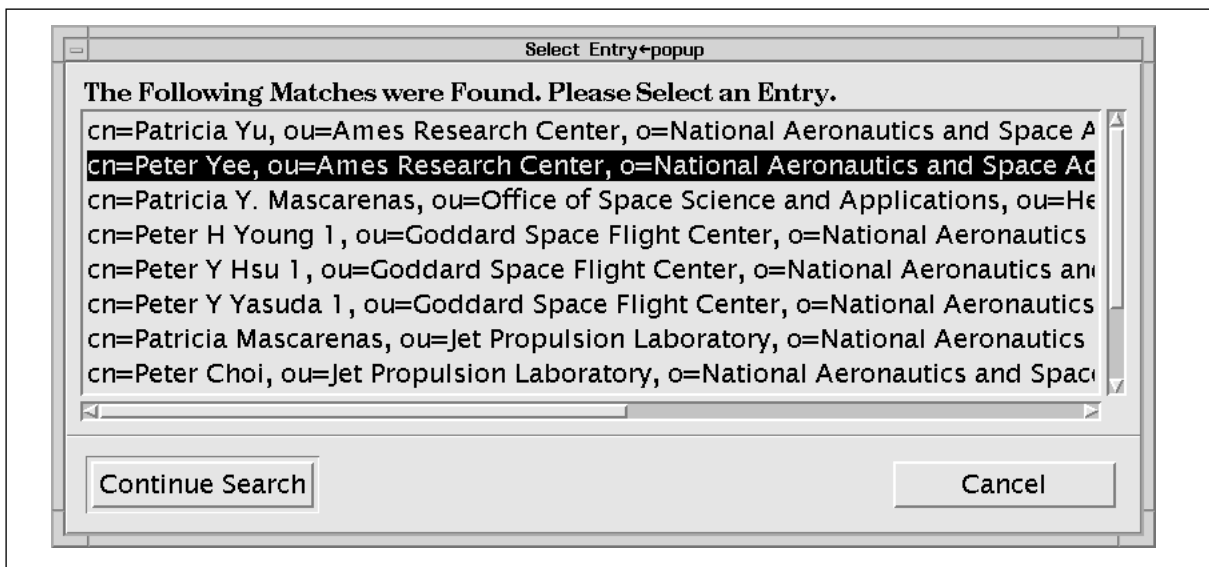 Select Entry←popup
The Following Matches were Found. Please Select an Entry.
cn=Patricia Yu, ou=Ames Research Center, o=National Aeronautics and Space A
cn=Peter Yee, ou=Ames Research Center, o=National Aeronautics and Space Ad
cn=Patricia Y. Mascarenas, ou=Office of Space Science and Applications, ou=He
cn=Peter H Young 1, ou=Goddard Space Flight Center, o=National Aeronautics
cn=Peter Y Hsu 1, ou=Goddard Space Flight Center, o=National Aeronautics and
cn=Peter Y Yasuda 1, ou=Goddard Space Flight Center, o=National Aeronautics
cn=Patricia Mascarenas, ou=Jet Propulsion Laboratory, o=National Aeronautics
cn=Peter Choi, ou=Jet Propulsion Laboratory, o=National Aeronautics and Space
Continue Search
Cancel